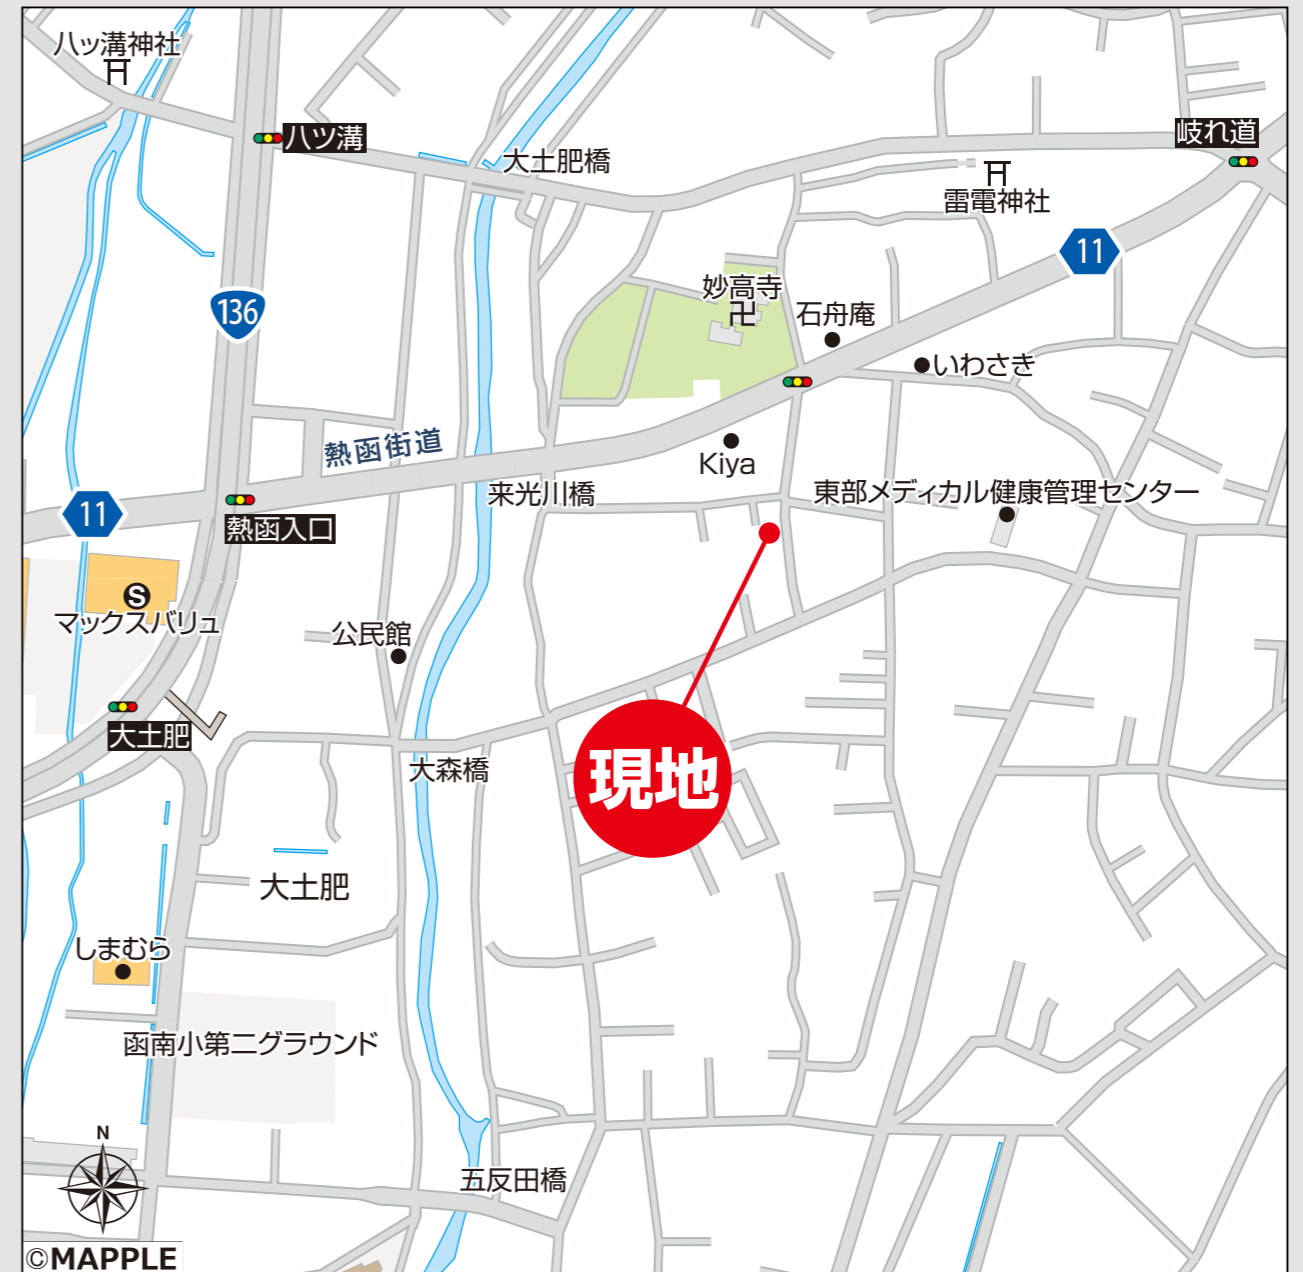 八ッ溝神社
八ツ溝
大土肥橋
岐れ道
雷電神社
11
136
妙高寺
石舟庵
いわさき
熱函街道
Kiya
来光川橋
東部メディカル健康管理センター
11
熱函入口
S
マックスバリュ
公民館
大土肥
大森橋
現地
大土肥
しまむら
函南小第二グラウンド
N
五反田橋
©MAPPLE